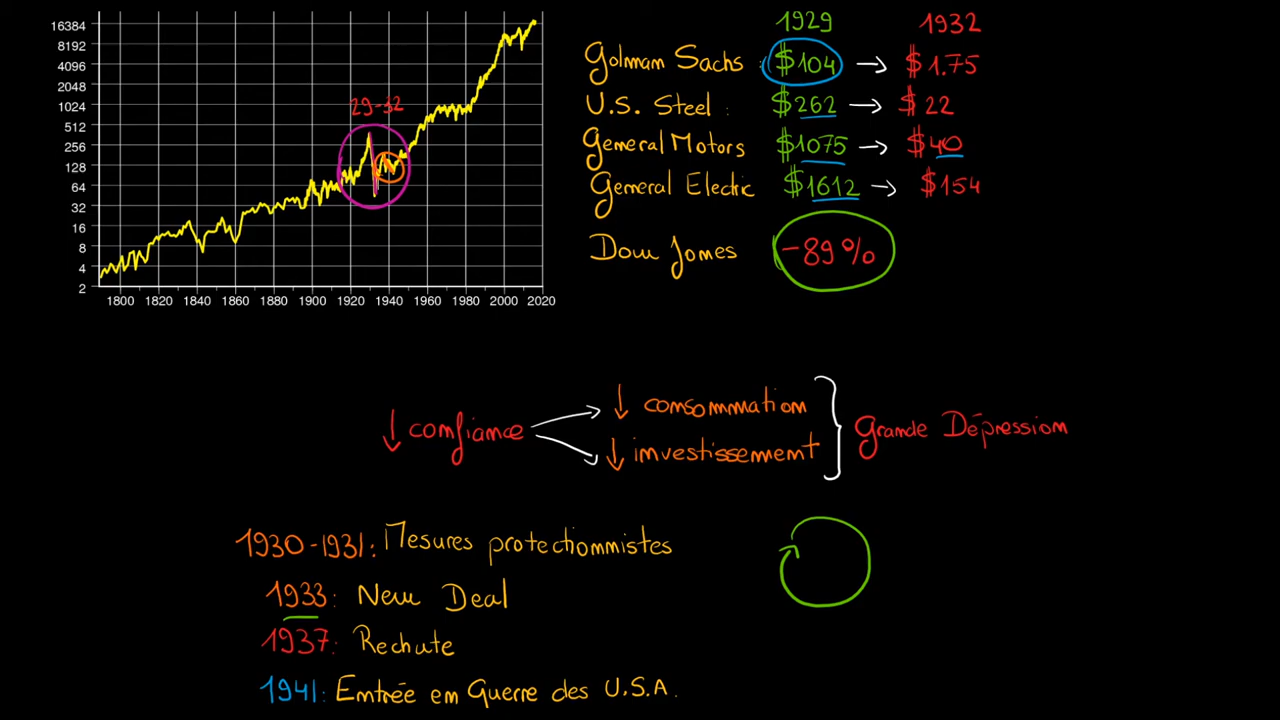 16384
8192
4096
2048
1024
512
256
128
64
32
16
8
4
2
1800 1820 1840 1860 1880 1900 1920 1940 1960 1980 2000 2020
29-32
1929 1932
Golmam Sachs : $104 → $1.75
U.S. Steel : $262 → $22
General Motors $1075 → $40
General Electic $1612 → $154
Dow Jones -89%
↓ confiance
↓ consommation
↓ investissement
Grande Dépression
1930-1931: Mesures protectionnistes
1933: New Deal
1937: Rechute
1941: Entrée en Guerre des U.S.A.